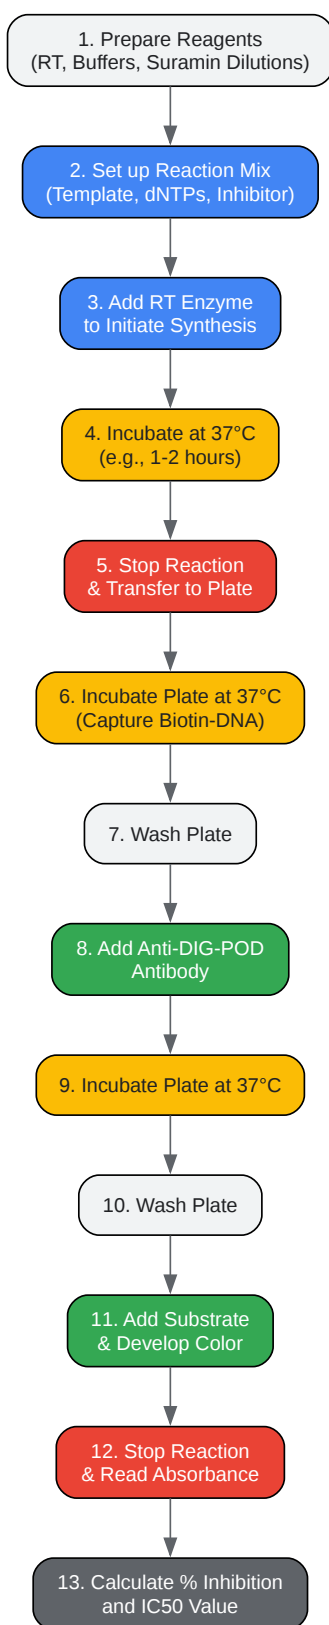 1. Prepare Reagents
(RT, Buffers, Suramin Dilutions)
2. Set up Reaction Mix
(Template, dNTPs, Inhibitor)
3. Add RT Enzyme
to Initiate Synthesis
4. Incubate at 37°C
(e.g., 1-2 hours)
5. Stop Reaction
& Transfer to Plate
6. Incubate Plate at 37°C
(Capture Biotin-DNA)
7. Wash Plate
8. Add Anti-DIG-POD
Antibody
9. Incubate Plate at 37°C
10. Wash Plate
11. Add Substrate
& Develop Color
12. Stop Reaction
& Read Absorbance
13. Calculate % Inhibition
and IC50 Value